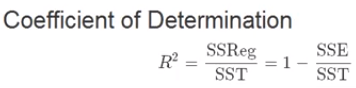 Coefficient of Determination
R² = SSReg/SST = 1 − SSE/SST